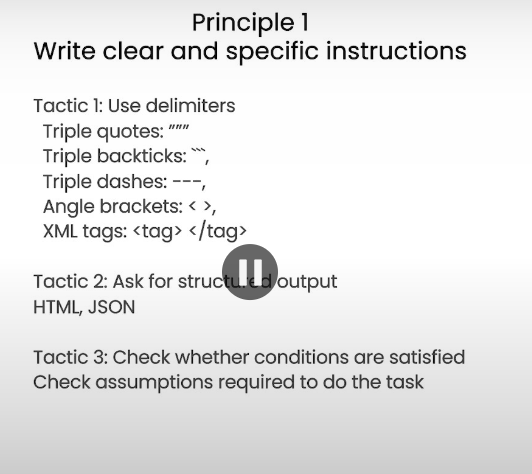 Principle 1
Write clear and specific instructions
Tactic 1: Use delimiters
Triple quotes: """
Triple backticks: ```,
Triple dashes: ---,
Angle brackets: < >,
XML tags: <tag> </tag>
Tactic 2: Ask for structured output
HTML, JSON
Tactic 3: Check whether conditions are satisfied
Check assumptions required to do the task